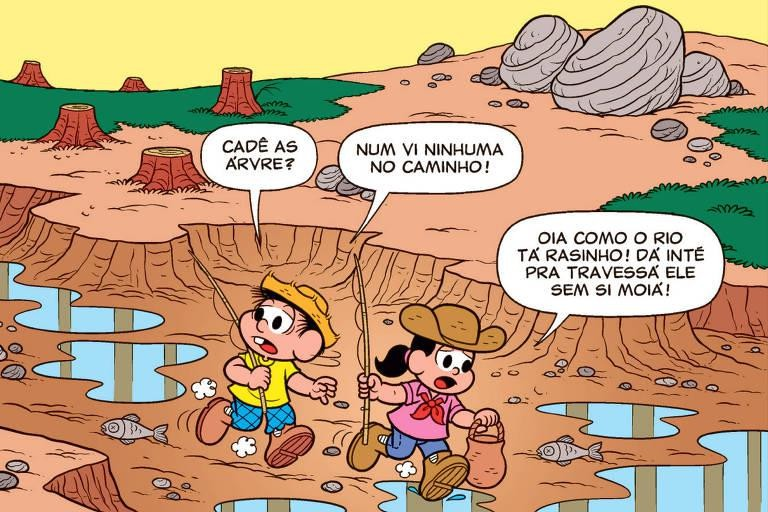 CADÊ AS
ÁRVRE?
NUM VI NINHUMA
NO CAMINHO!
OIA COMO O RIO
TÁ RASINHO! DÁ INTÉ
PRA TRAVESSÁ ELE
SEM SI MOIÁ!